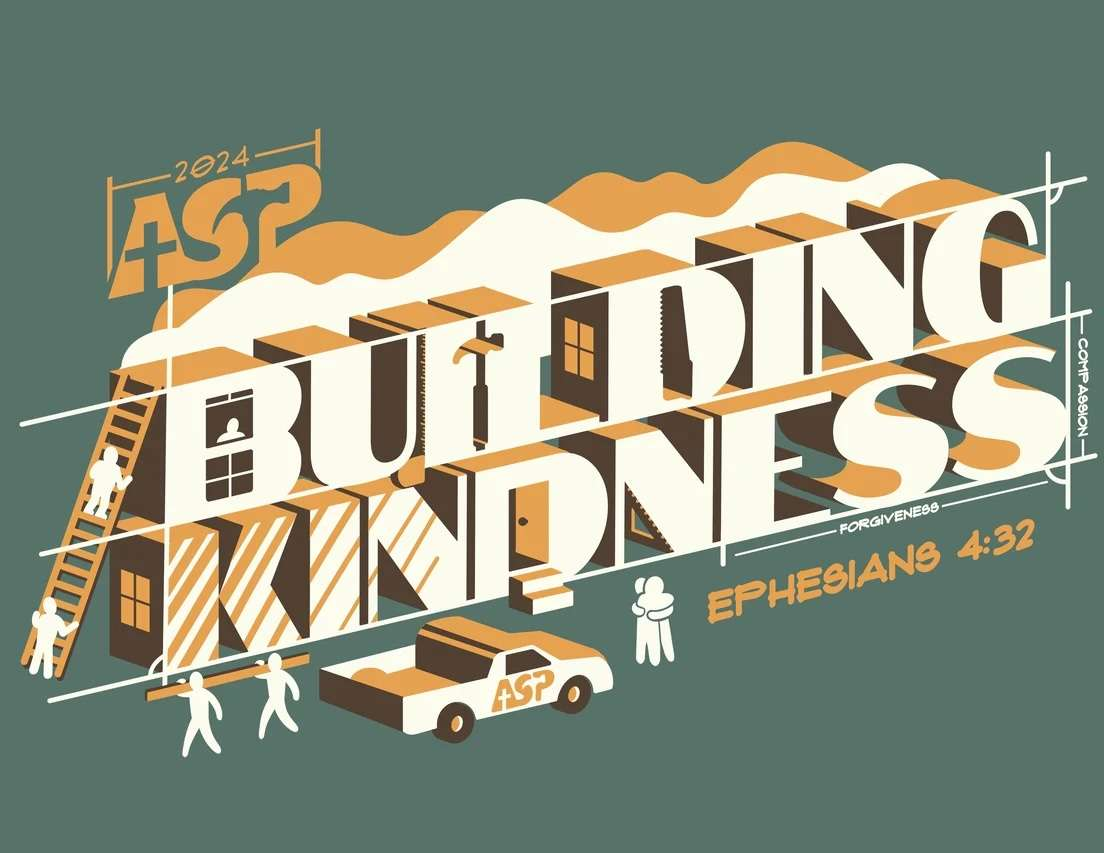 2024
ASP
BUILDING
KINDNESS
COMPASSION
FORGIVENESS
EPHESIANS 4:32
ASP